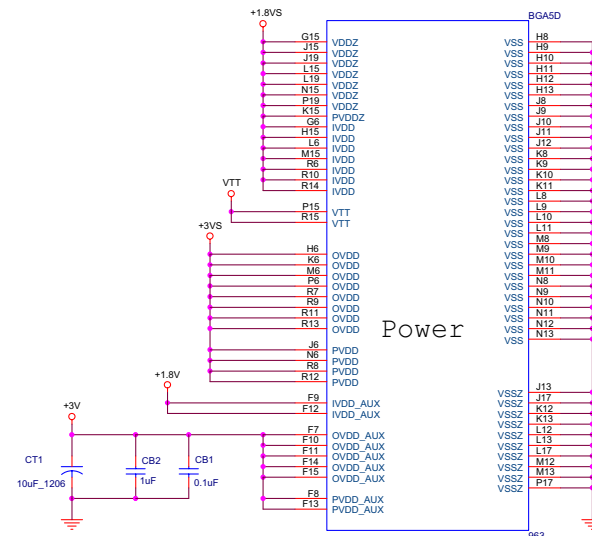 +1.8VS
BGA5D
G15 VDDZ VSS H8
J15 VDDZ VSS H9
J19 VDDZ VSS H10
L15 VDDZ VSS H11
L19 VDDZ VSS H12
N15 VDDZ VSS H13
P19 VDDZ VSS J8
K15 PVDDZ VSS J9
G6 IVDD VSS J10
H15 IVDD VSS J11
L6 IVDD VSS J12
M15 IVDD VSS K8
R6 IVDD VSS K9
R10 IVDD VSS K10
R14 IVDD VSS K11
VSS L8
VTT
P15 VTT VSS L9
R15 VTT VSS L10
VSS L11
+3VS
VSS M8
H6 OVDD VSS M9
K6 OVDD VSS M10
M6 OVDD VSS M11
P6 OVDD VSS N8
R7 OVDD VSS N9
R9 OVDD VSS N10
R11 OVDD VSS N11
R13 OVDD VSS N12
VSS N13
Power
J6 PVDD
N6 PVDD
R8 PVDD
R12 PVDD
+1.8V
F9 IVDD_AUX VSSZ J13
F12 IVDD_AUX VSSZ J17
VSSZ K12
+3V
VSSZ K13
F7 OVDD_AUX VSSZ L12
F10 OVDD_AUX VSSZ L13
F11 OVDD_AUX VSSZ L17
F14 OVDD_AUX VSSZ M12
F15 OVDD_AUX VSSZ M13
VSSZ P17
F8 PVDD_AUX
F13 PVDD_AUX
CT1
10uF_1206
CB2
1uF
CB1
0.1uF
963